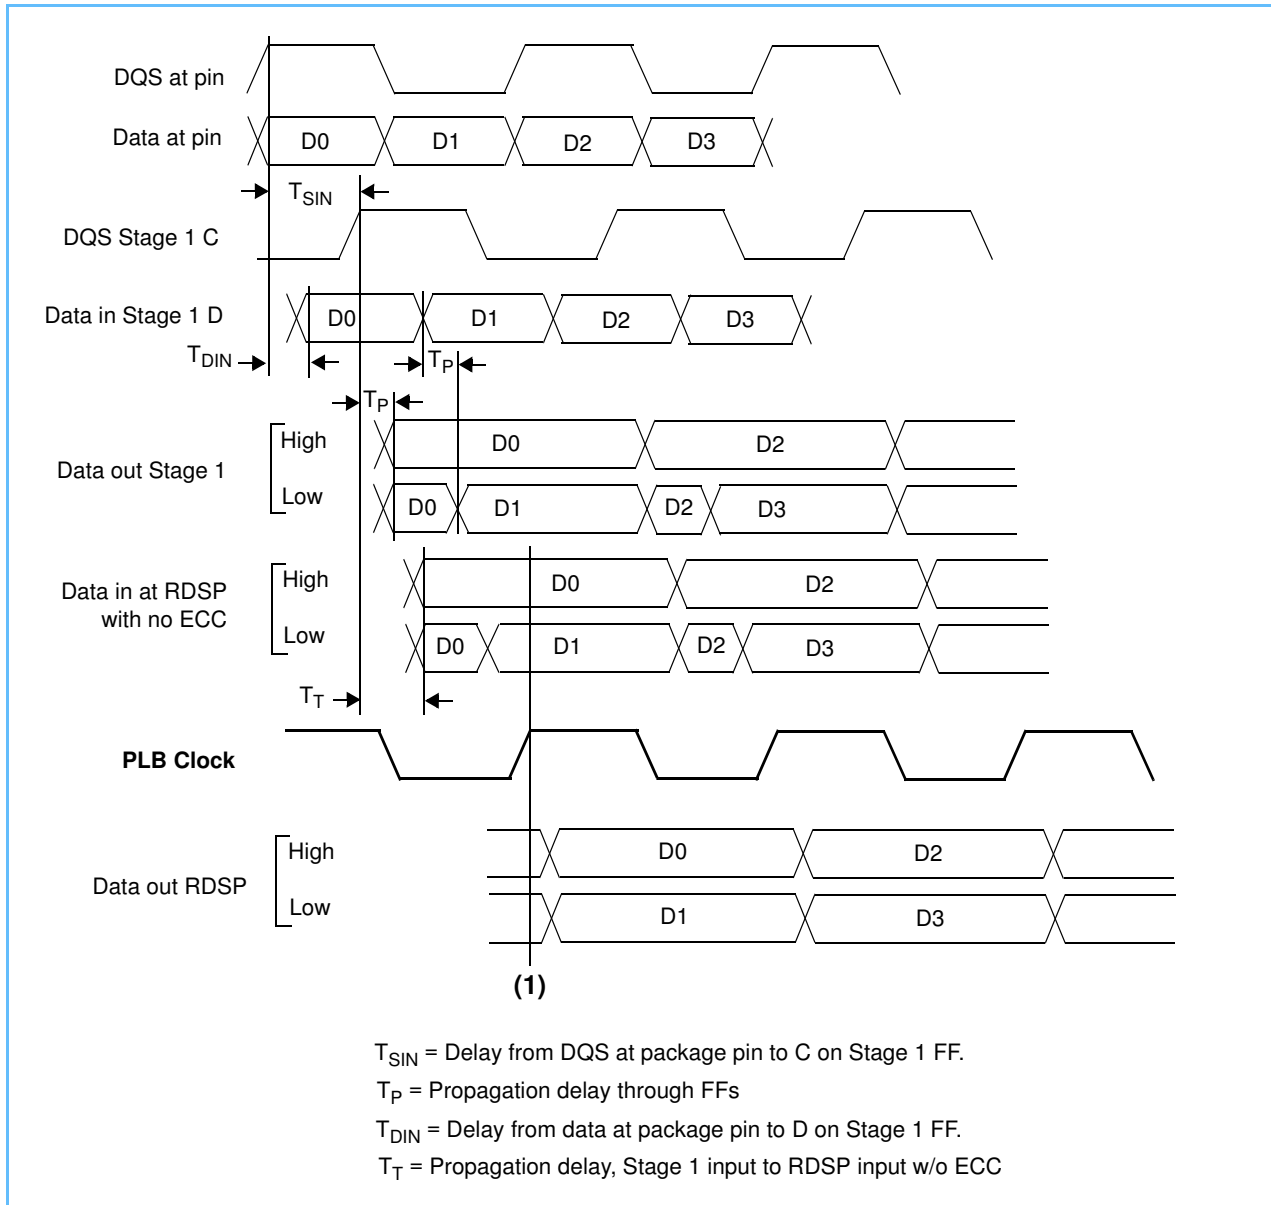 DQS at pin
Data at pin
D0 D1 D2 D3
TSIN
DQS Stage 1 C
Data in Stage 1 D
D0 D1 D2 D3
TDIN
TP
TP
High
D0 D2
Data out Stage 1
Low
D0 D1 D2 D3
High
D0 D2
Data in at RDSP
with no ECC
Low
D0 D1 D2 D3
TT
PLB Clock
High
D0 D2
Data out RDSP
Low
D1 D3
(1)
TSIN = Delay from DQS at package pin to C on Stage 1 FF.
TP = Propagation delay through FFs
TDIN = Delay from data at package pin to D on Stage 1 FF.
TT = Propagation delay, Stage 1 input to RDSP input w/o ECC